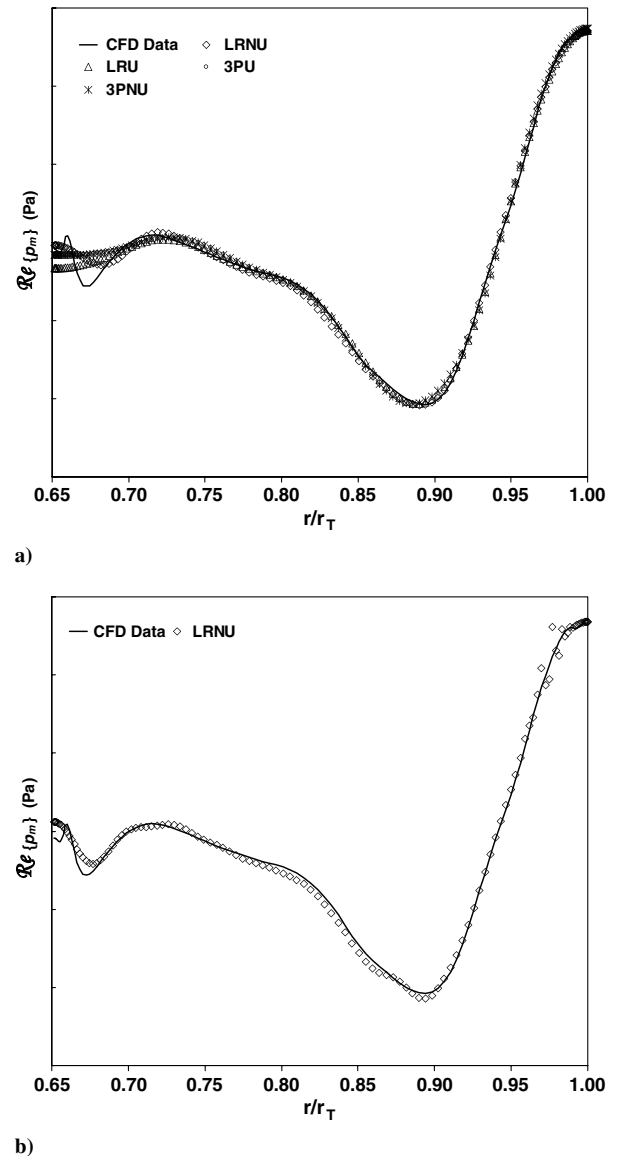 CFD Data LRNU
LRU 3PU
3PNU
Re{pm} (Pa)
0.65 0.70 0.75 0.80 0.85 0.90 0.95 1.00
r/rT
a)
CFD Data LRNU
Re{pm} (Pa)
0.65 0.70 0.75 0.80 0.85 0.90 0.95 1.00
r/rT
b)